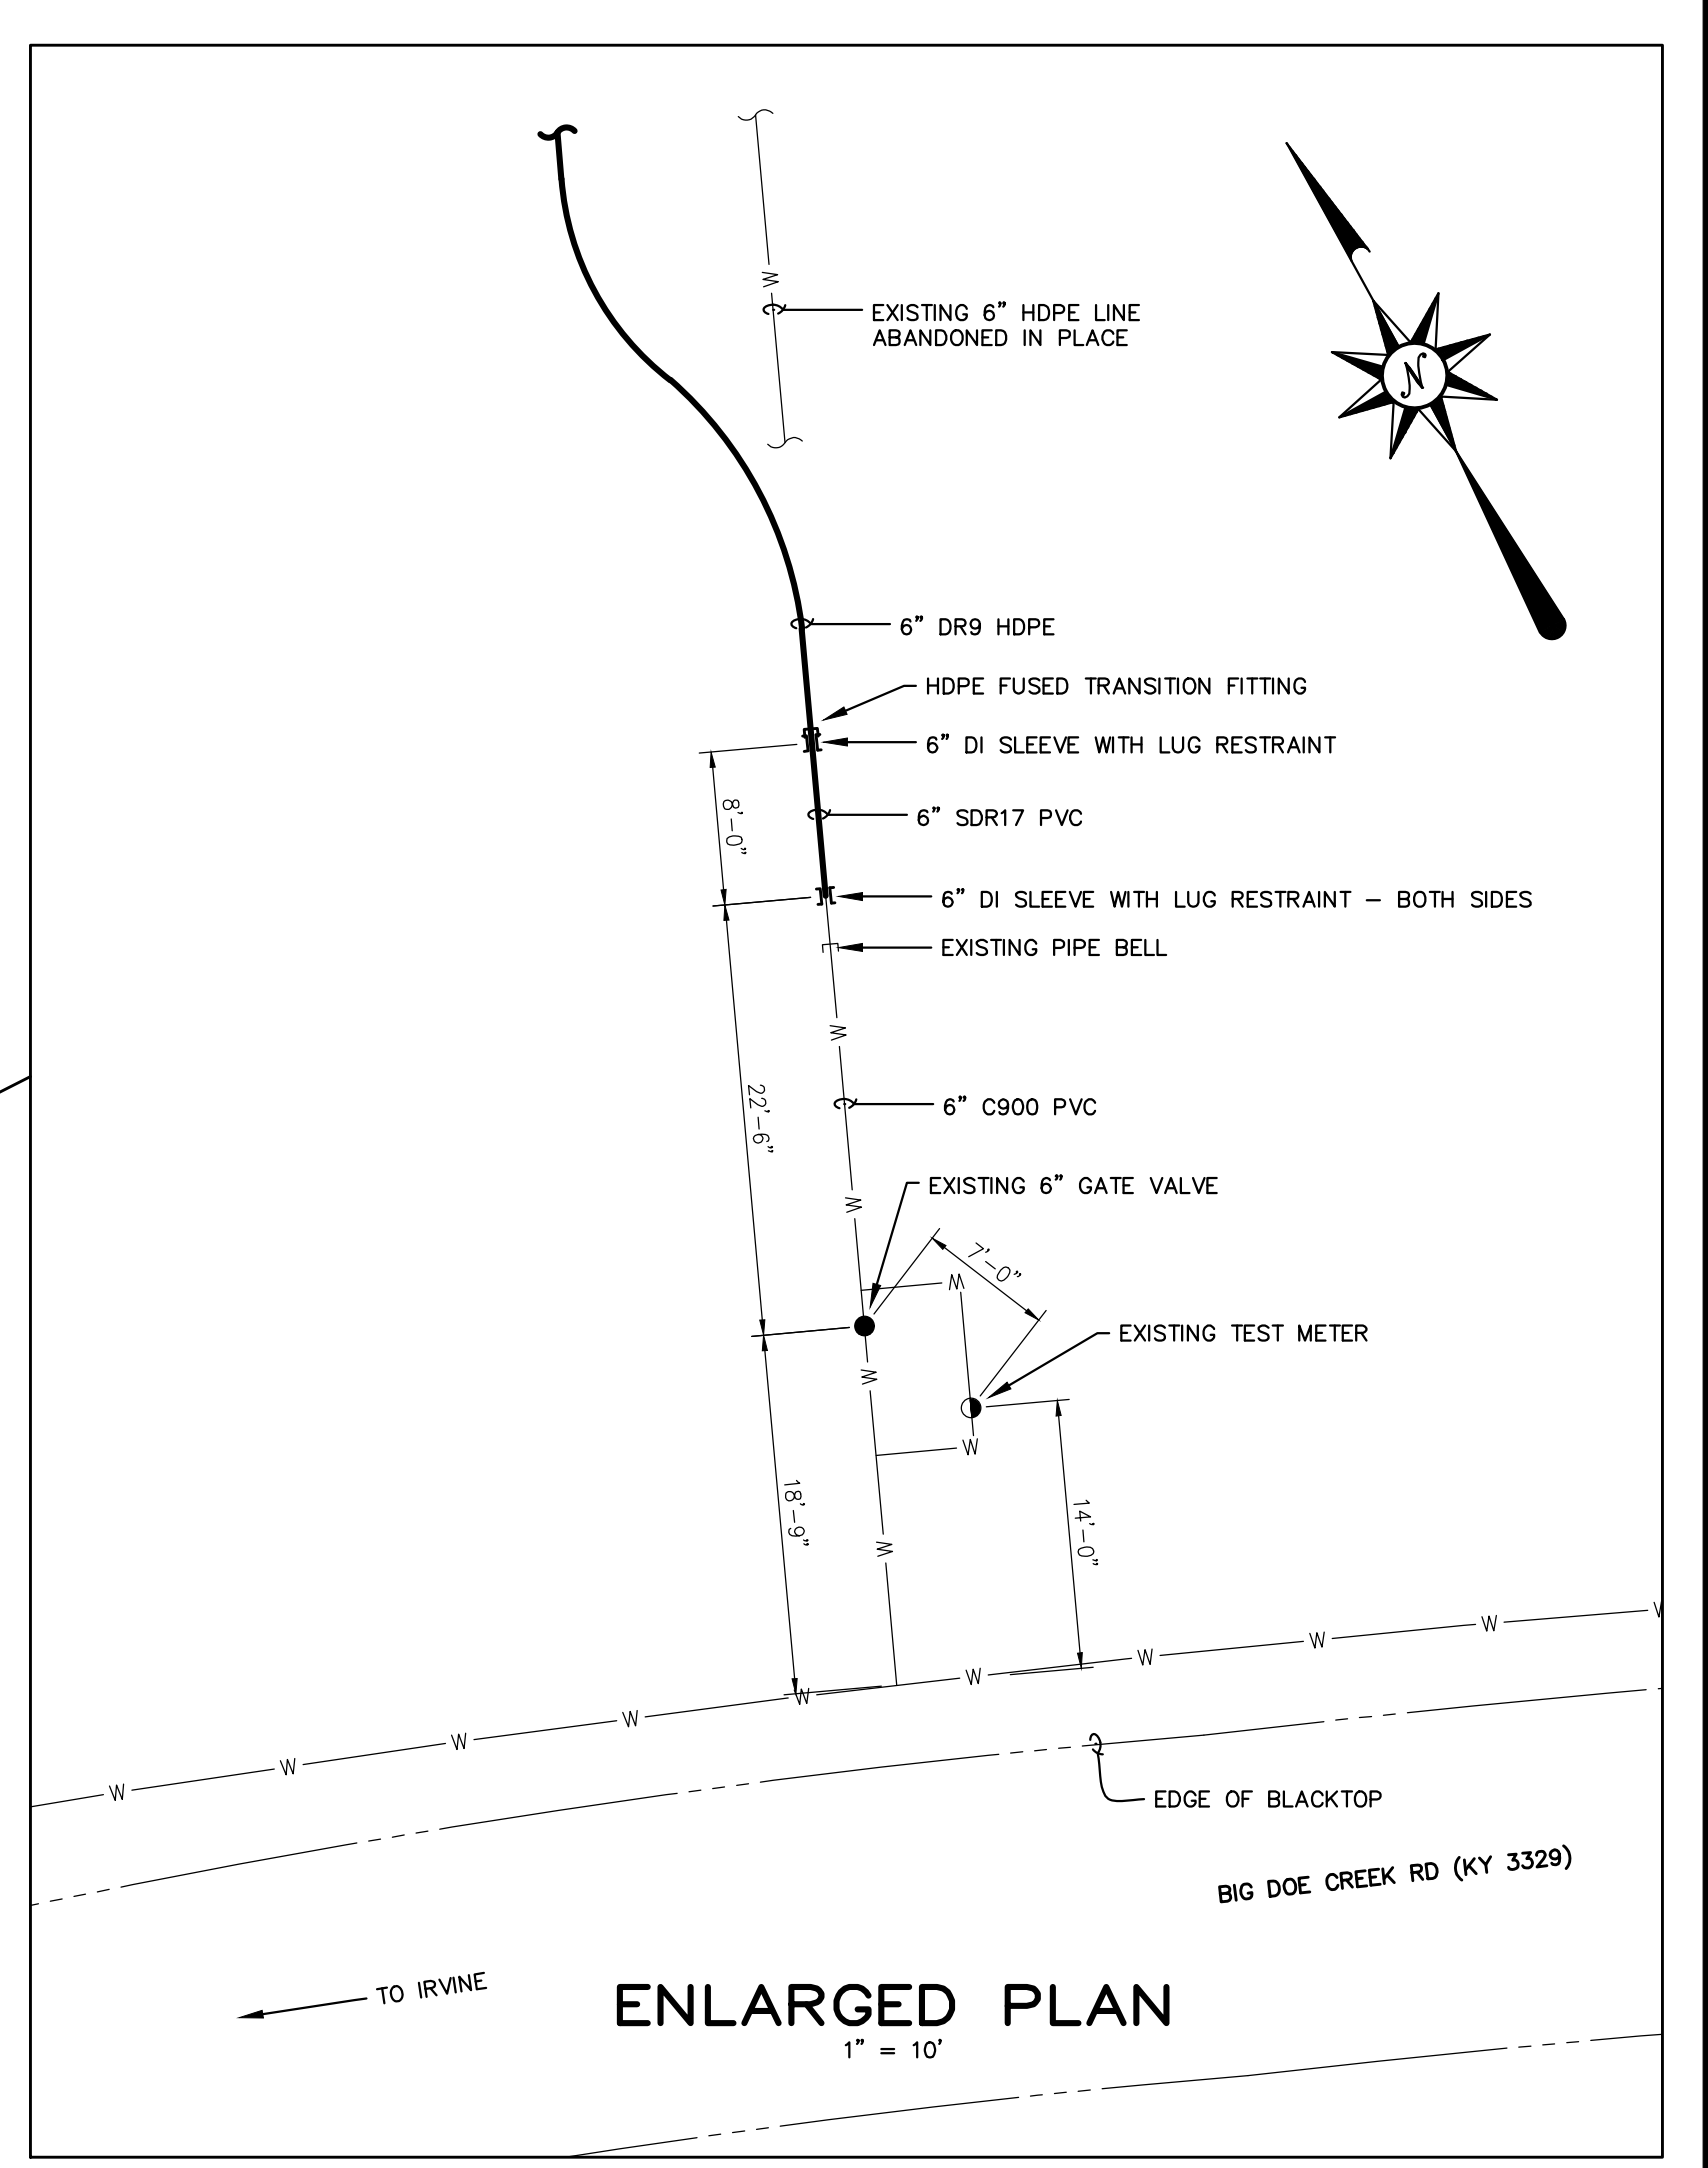 EXISTING 6" HDPE LINE
ABANDONED IN PLACE
N
6" DR9 HDPE
HDPE FUSED TRANSITION FITTING
6" DI SLEEVE WITH LUG RESTRAINT
8'-0"
6" SDR17 PVC
6" DI SLEEVE WITH LUG RESTRAINT – BOTH SIDES
EXISTING PIPE BELL
W
W
22'-6"
6" C900 PVC
EXISTING 6" GATE VALVE
W
7'-0"
W
EXISTING TEST METER
W
W
18'-9"
14'-0"
W
W W W W W W W W W
EDGE OF BLACKTOP
BIG DOE CREEK RD (KY 3329)
TO IRVINE
ENLARGED PLAN
1" = 10'